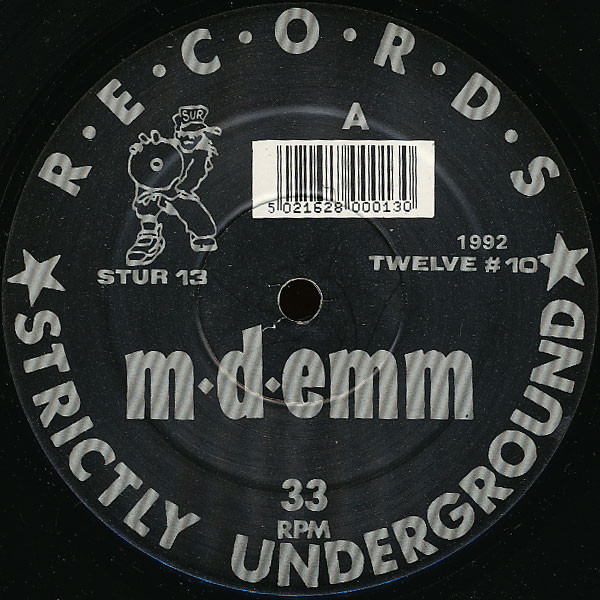 R·E·C·O·R·D·S
SUR
A
5 021628 000130
1992
STUR 13
TWELVE #10
m·d·emm
33
RPM
★ STRICTLY UNDERGROUND ★